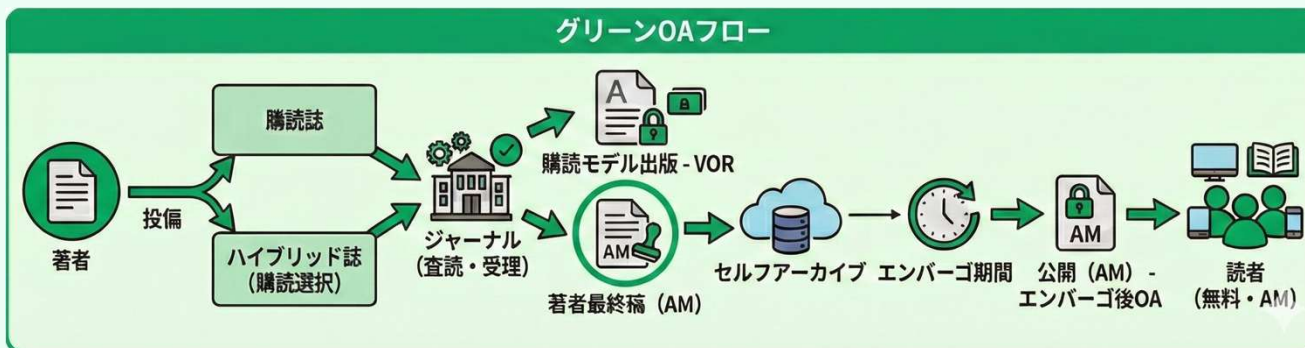 グリーンOAフロー
著者
投偏
購読誌
ハイブリッド誌
(購読選択)
ジャーナル
(査読・受理)
A
購読モデル出版 - VOR
AM
著者最終稿（AM）
セルフアーカイブ
エンバーゴ期間
AM
公開（AM）-
エンバーゴ後OA
読者
(無料・AM)